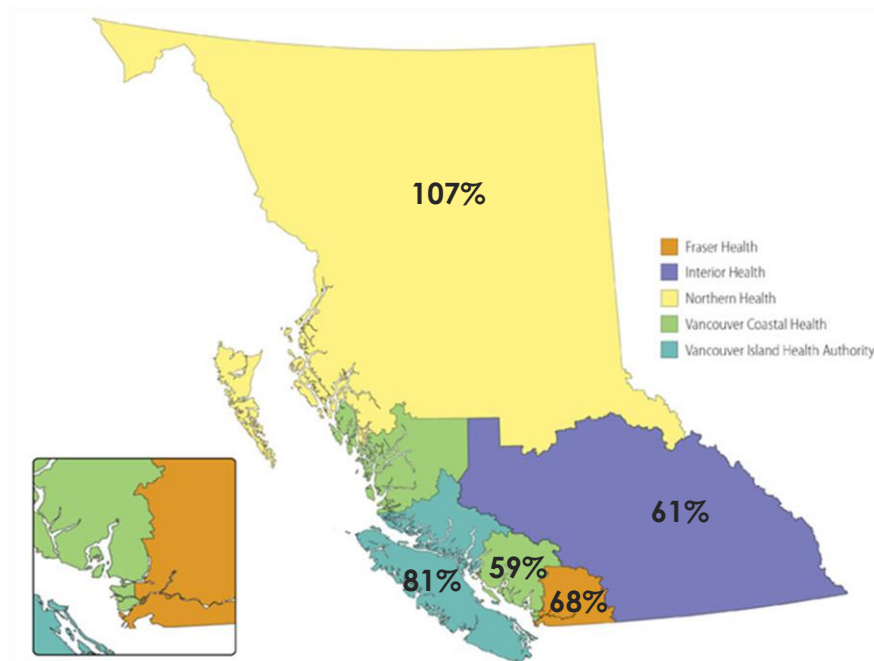 107%
Fraser Health
Interior Health
Northern Health
Vancouver Coastal Health
Vancouver Island Health Authority
61%
59%
81%
68%